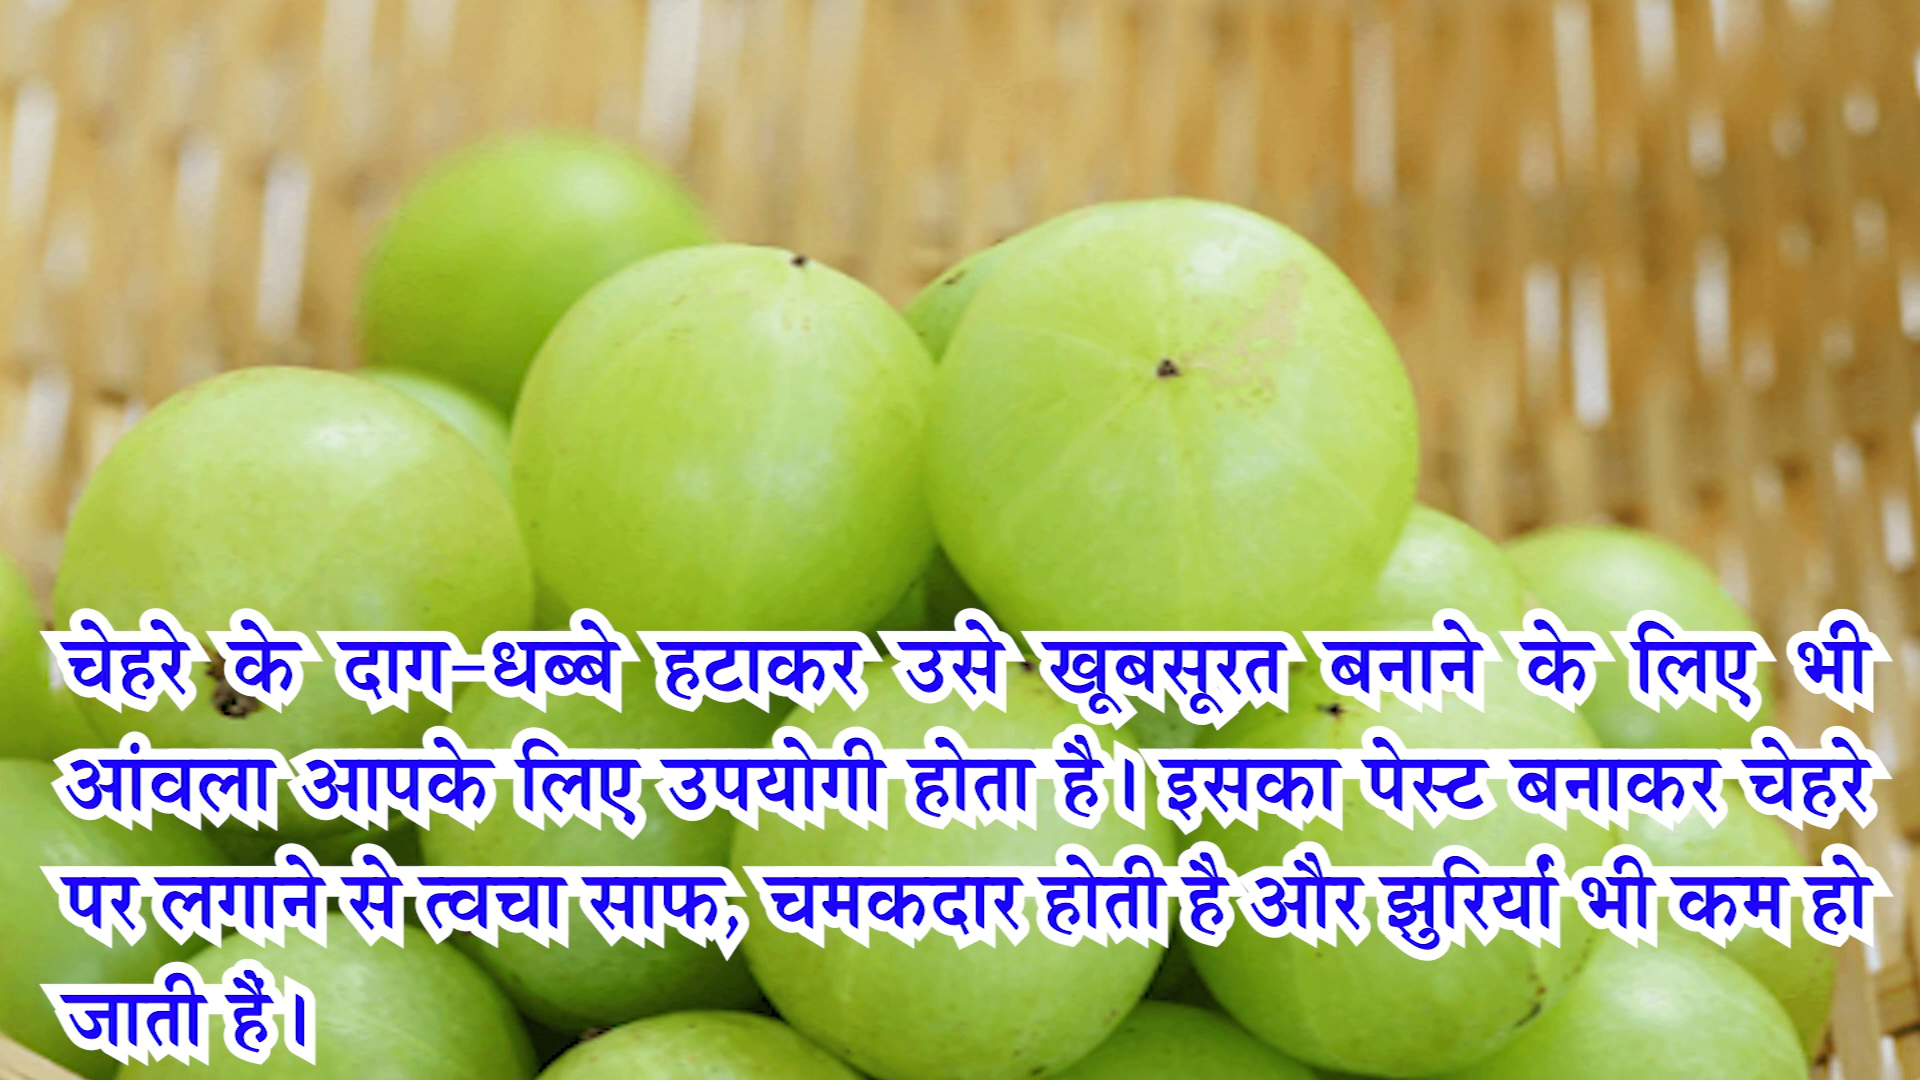 चेहरे के दाग-धब्बे हटाकर उसे खूबसूरत बनाने के लिए भी
आंवला आपके लिए उपयोगी होता है। इसका पेस्ट बनाकर चेहरे
पर लगाने से त्वचा साफ, चमकदार होती है और झुर्रियां भी कम हो
जाती हैं।